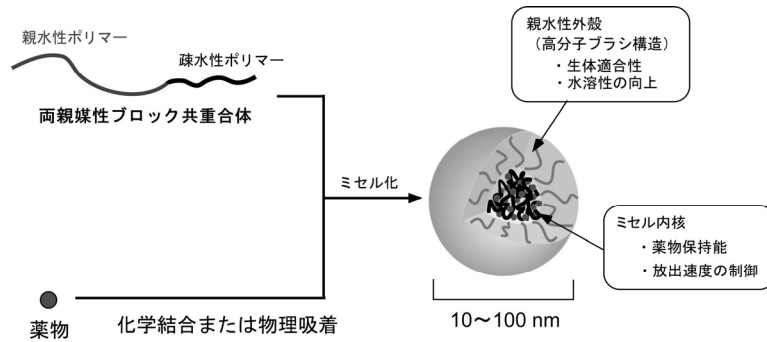 親水性ポリマー
疎水性ポリマー
両親媒性ブロック共重合体
ミセル化
薬物
化学結合または物理吸着
親水性外殻
（高分子ブラシ構造）
・生体適合性
・水溶性の向上
ミセル内核
・薬物保持能
・放出速度の制御
10～100 nm